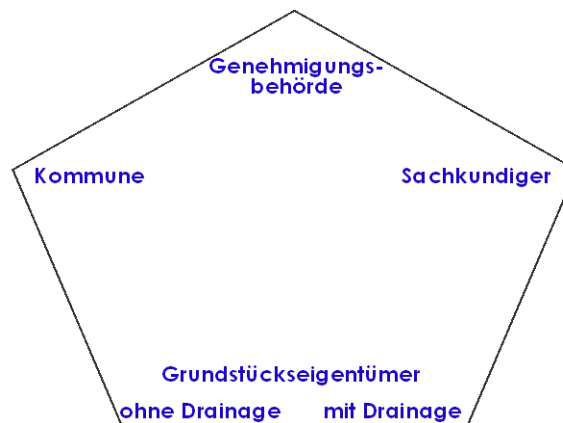 Genehmigungs-
behörde
Kommune
Sachkundiger
Grundstückseigentümer
ohne Drainage
mit Drainage